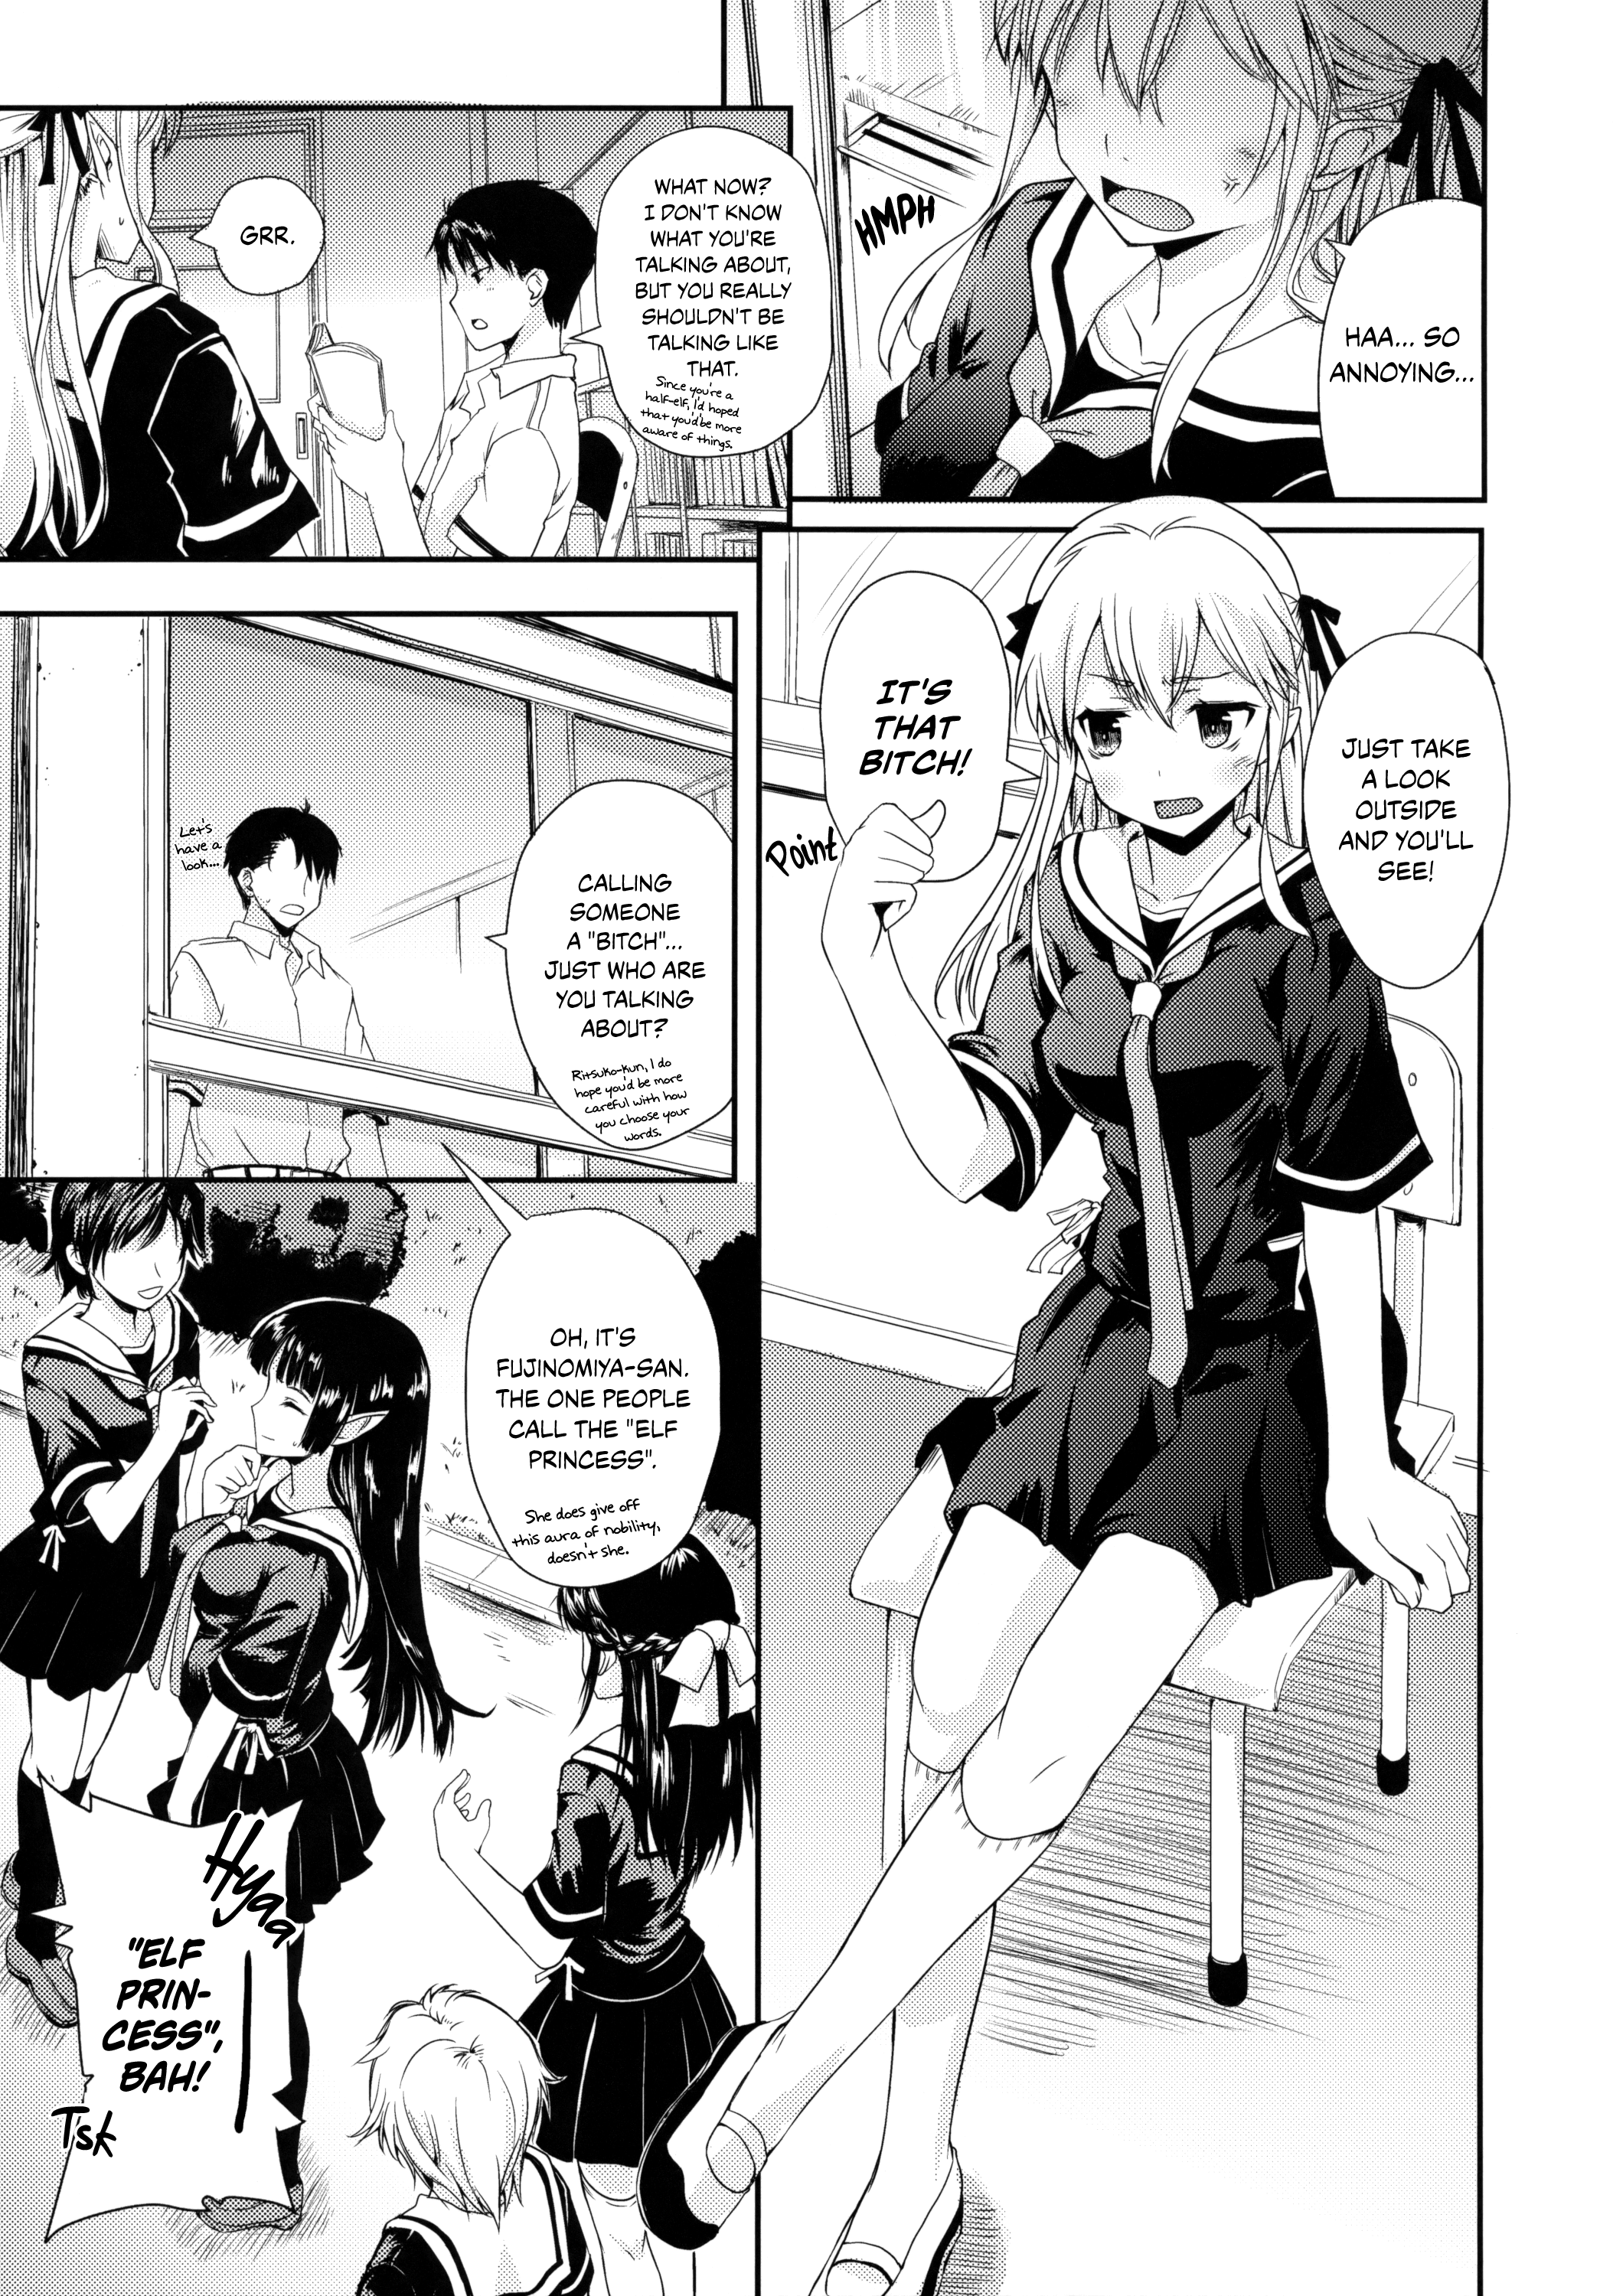 HAA... SO
ANNOYING...
HMPH
WHAT NOW?
I DON'T KNOW
WHAT YOU'RE
TALKING ABOUT,
BUT YOU REALLY
SHOULDN'T BE
TALKING LIKE
THAT.
Since you're a
half-elf, I'd hoped
that you'd be more
aware of things.
GRR.
JUST TAKE
A LOOK
OUTSIDE
AND YOU'LL
SEE!
IT'S
THAT
BITCH!
Point
CALLING
SOMEONE
A "BITCH"...
JUST WHO ARE
YOU TALKING
ABOUT?
Ritsuko-kun, I do
hope you'd be more
careful with how
you choose your
words.
Let's
have a
look...
OH, IT'S
FUJINOMIYA-SAN.
THE ONE PEOPLE
CALL THE "ELF
PRINCESS".
She does give off
this aura of nobility,
doesn't she.
Hyaa
"ELF
PRIN-
CESS",
BAH!
Tsk